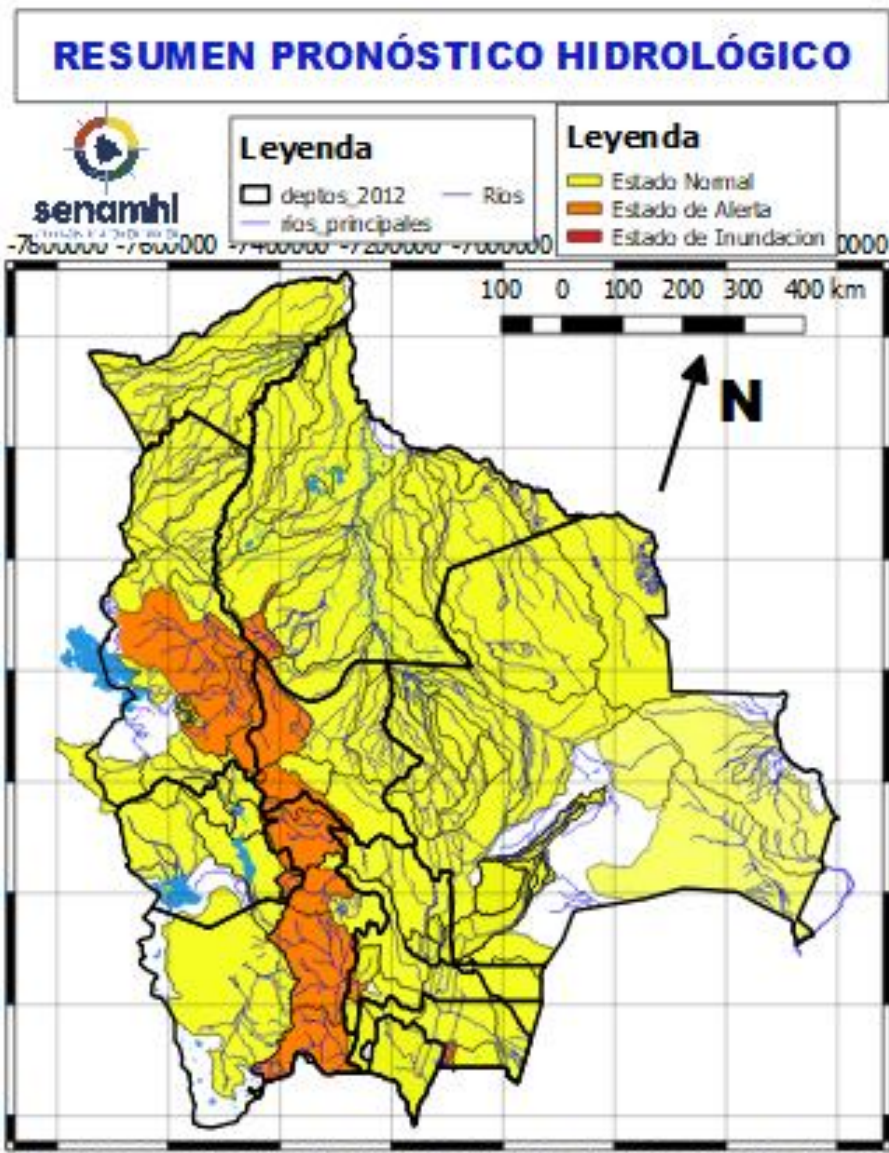 RESUMEN PRONÓSTICO HIDROLÓGICO
senamhi
Leyenda
deptos_2012
Rios
rios_principales
Leyenda
Estado Normal
Estado de Alerta
Estado de Inundacion
-7800000 -7600000 -7400000 -7200000
100 0 100 200 300 400 km
N